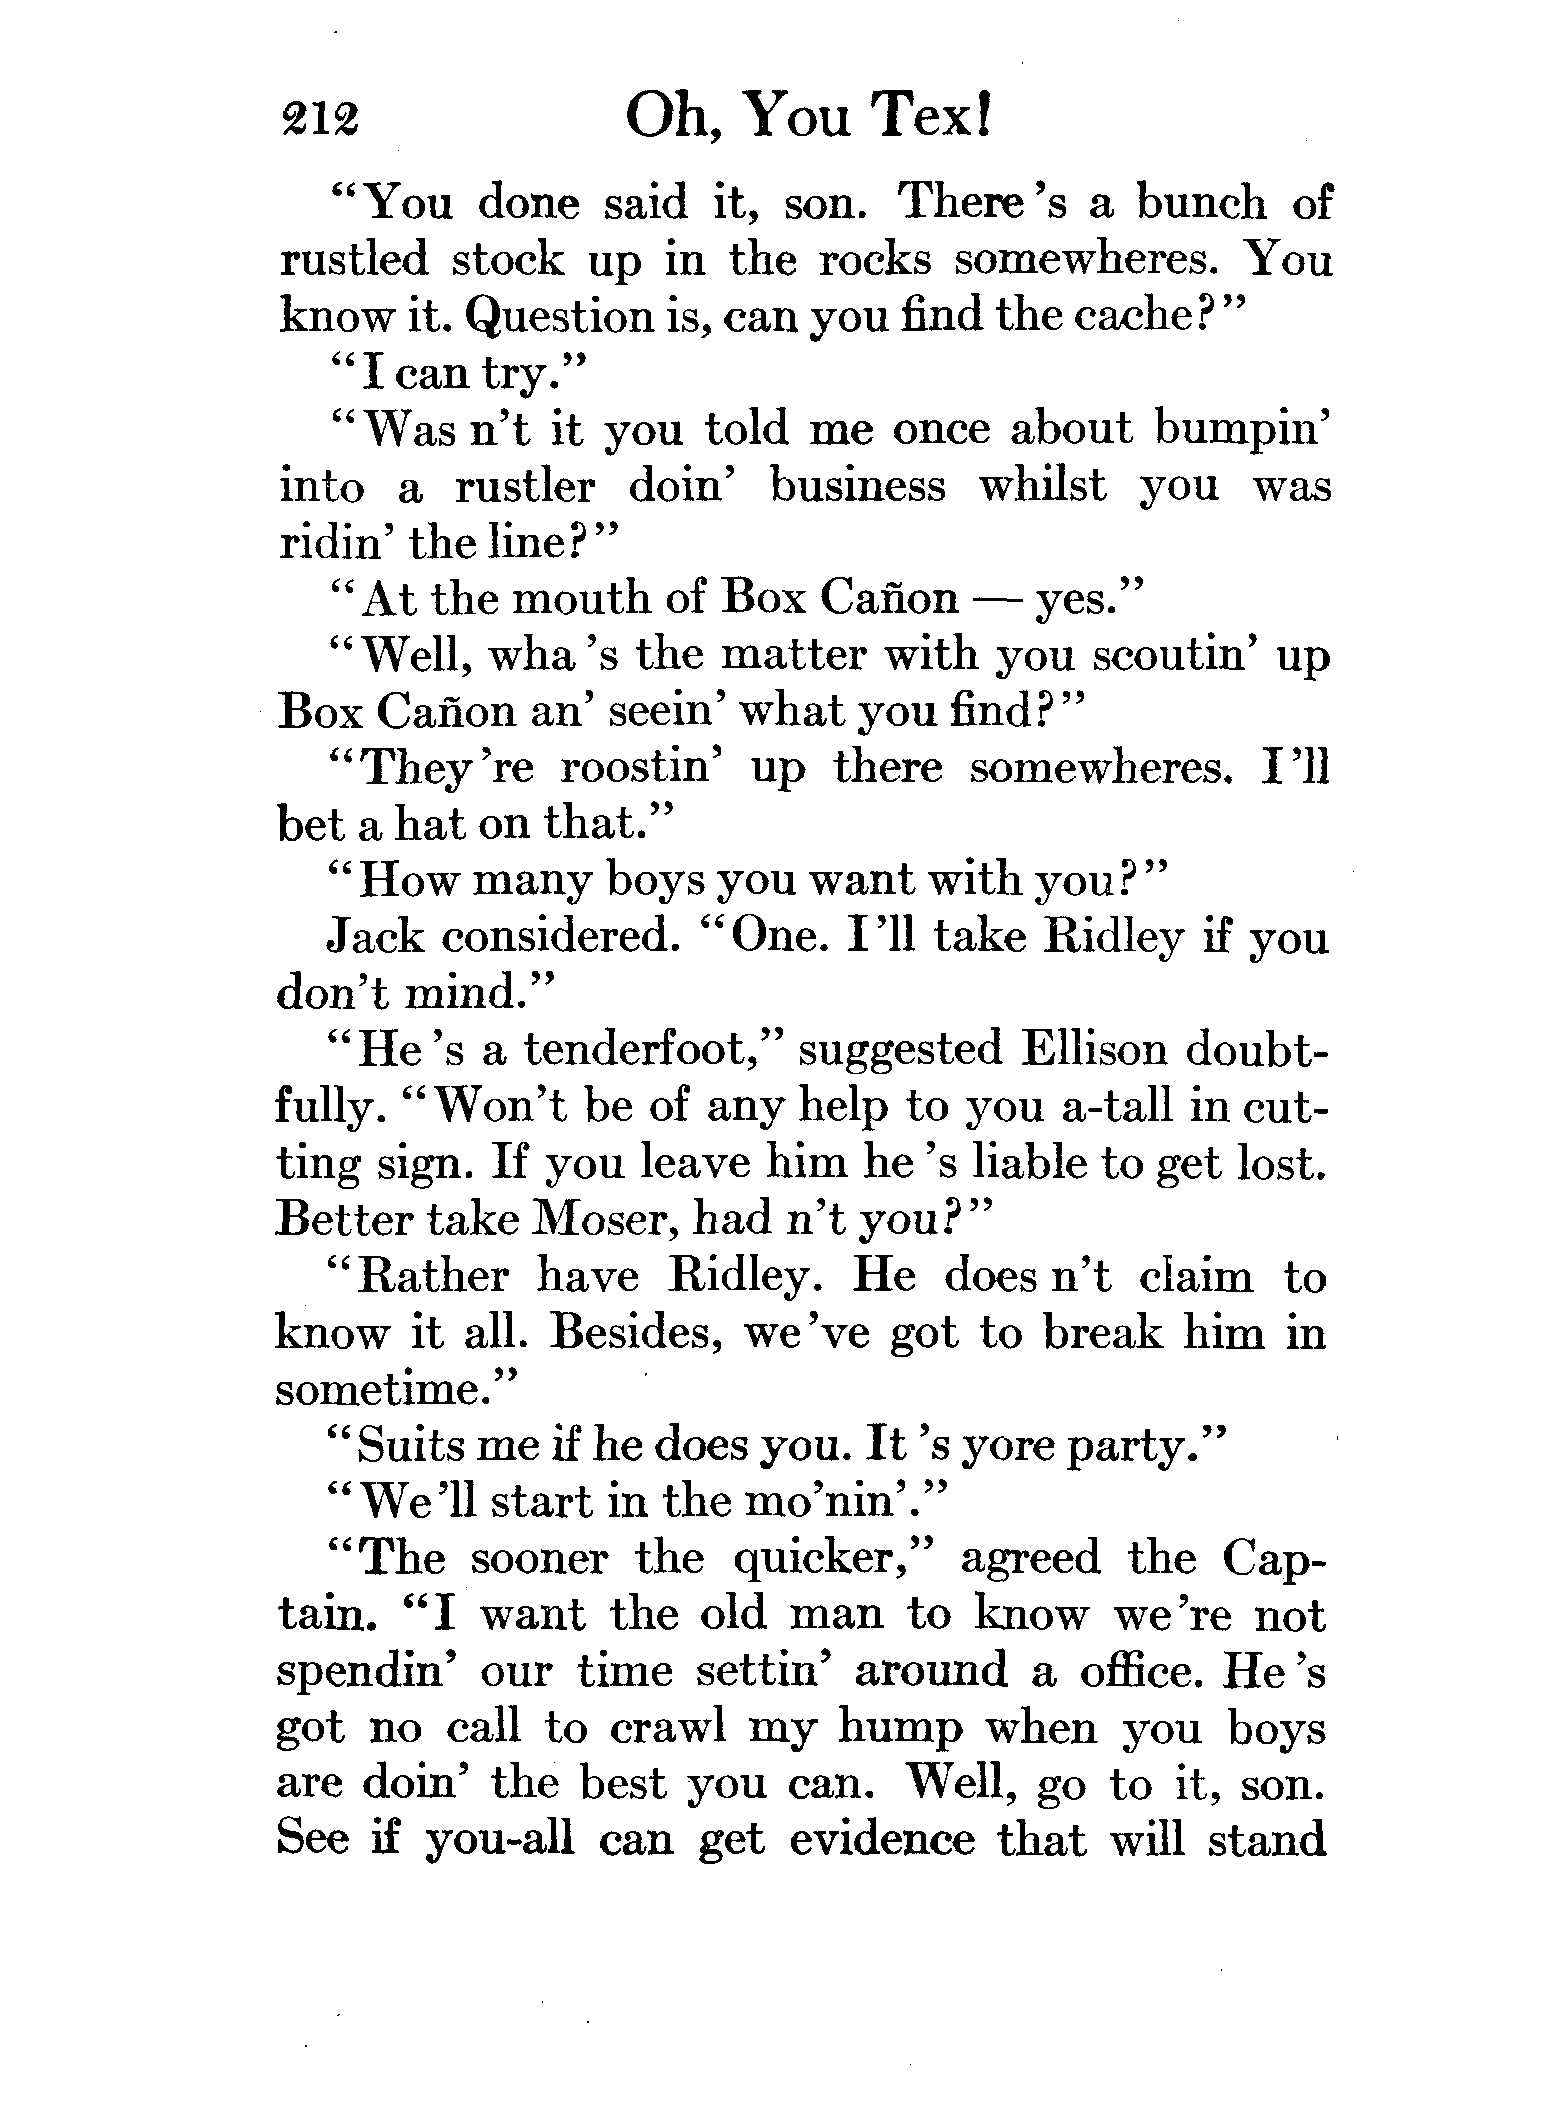 212 Oh, You Tex!
“You done said it, son. There 's a bunch of
rustled stock up in the rocks somewheres. You
know it. Question is, can you find the cache?”
“I can try.”
“Was n't it you told me once about bumpin'
into a rustler doin' business whilst you was
ridin' the line?”
“At the mouth of Box Cañon — yes.”
“Well, wha 's the matter with you scoutin' up
Box Cañon an' seein' what you find?”
“They 're roostin' up there somewheres. I 'll
bet a hat on that.”
“How many boys you want with you?”
Jack considered. “One. I 'll take Ridley if you
don't mind.”
“He 's a tenderfoot,” suggested Ellison doubt-
fully. “Won't be of any help to you a-tall in cut-
ting sign. If you leave him he 's liable to get lost.
Better take Moser, had n't you?”
“Rather have Ridley. He does n't claim to
know it all. Besides, we 've got to break him in
sometime.”
“Suits me if he does you. It 's yore party.”
“We 'll start in the mo'nin'.”
“The sooner the quicker,” agreed the Cap-
tain. “I want the old man to know we 're not
spendin' our time settin' around a office. He 's
got no call to crawl my hump when you boys
are doin' the best you can. Well, go to it, son.
See if you-all can get evidence that will stand